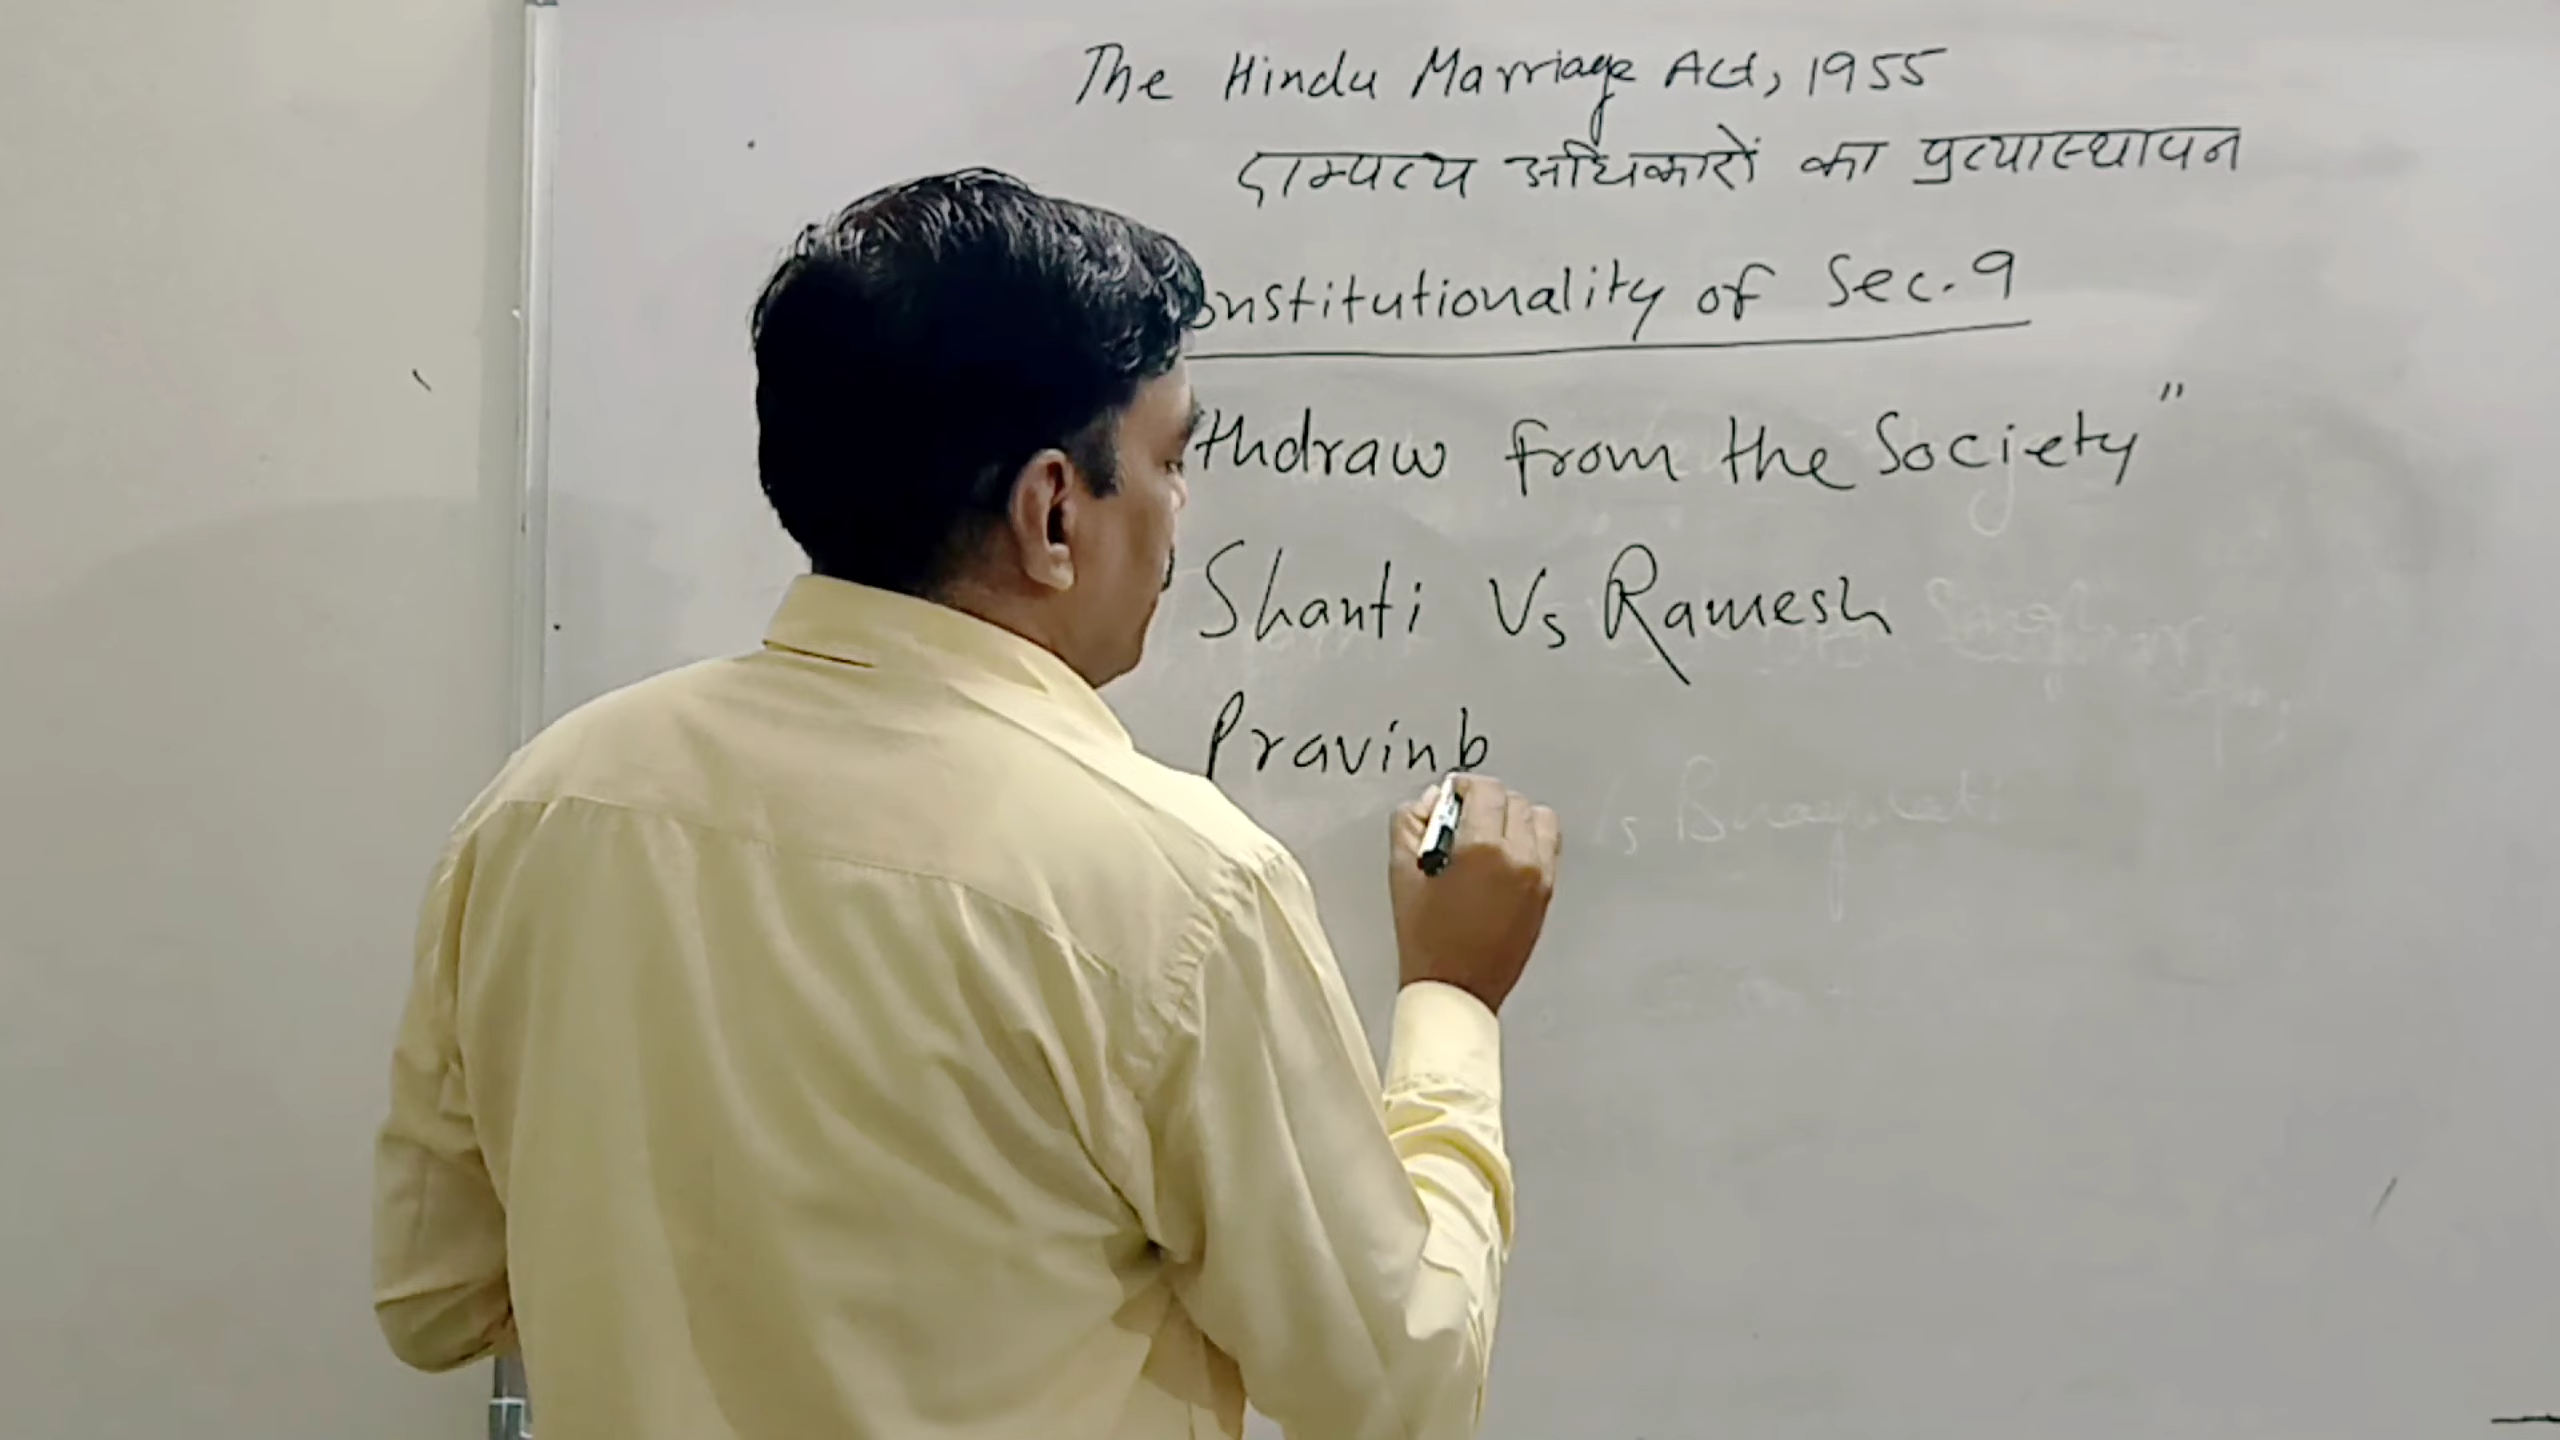 The Hindu Marriage Act, 1955
दाम्पत्य अधिकारों का प्रत्यास्थापन
onstitutionality of Sec. 9
thdraw from the Society"
Shanti Vs Ramesh
Pravinb